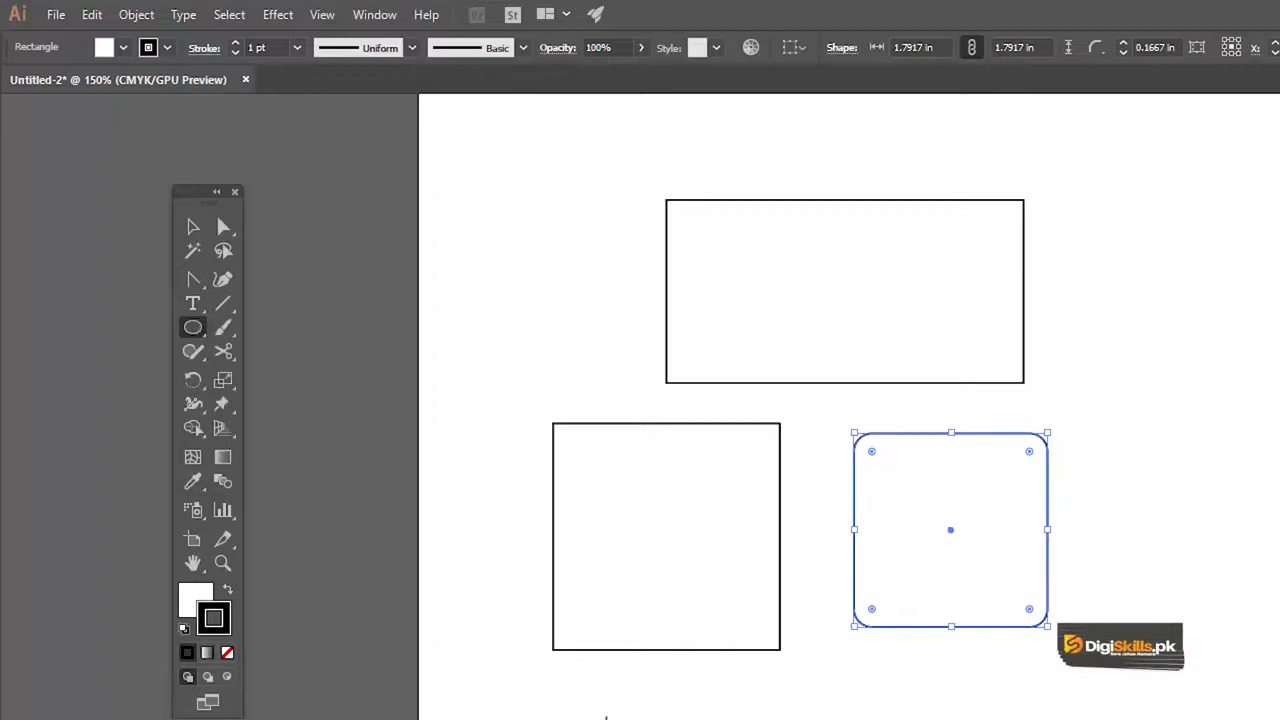 Ai File Edit Object Type Select Effect View Window Help Br St
Rectangle Stroke: 1 pt Uniform Basic Opacity: 100% Style: Shape: 1.7917 in 1.7917 in 0.1667 in X:
Untitled-2* @ 150% (CMYK/GPU Preview) ×
T
DigiSkills.pk